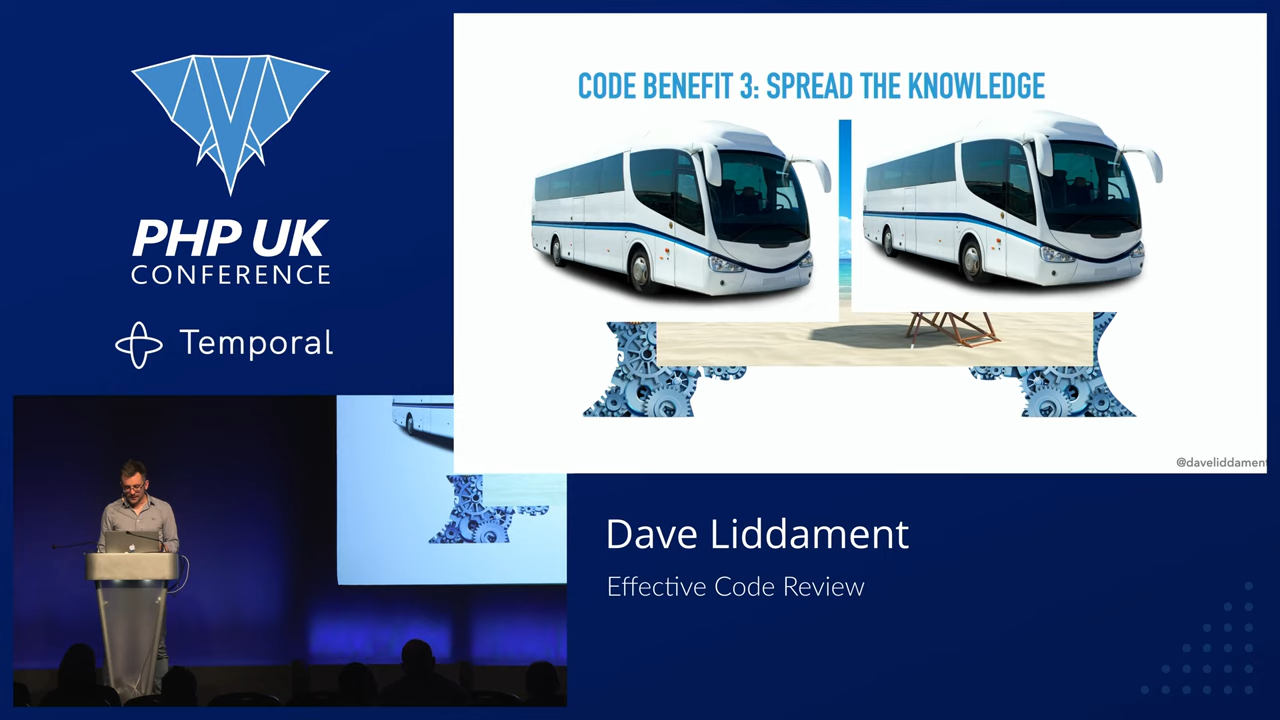 PHP UK
CONFERENCE
Temporal
CODE BENEFIT 3: SPREAD THE KNOWLEDGE
@daveliddament
Dave Liddament
Effective Code Review